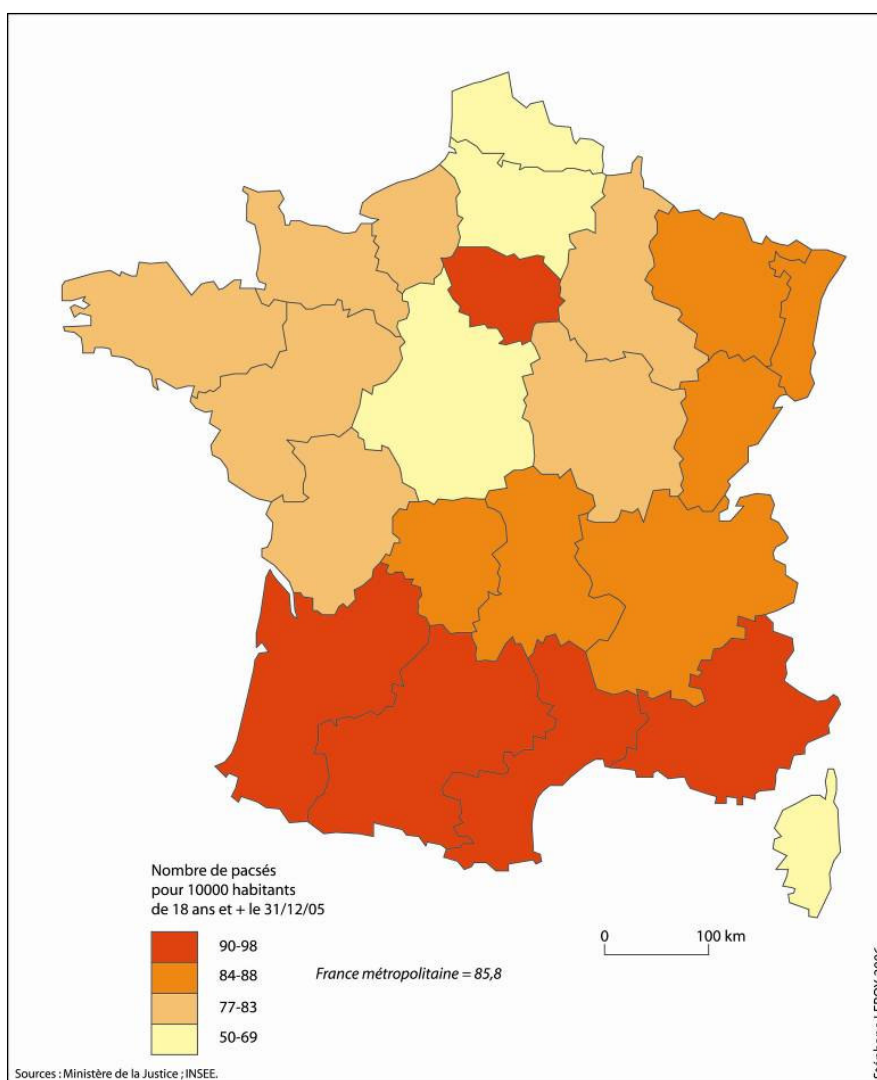 Nombre de pacsés
pour 10000 habitants
de 18 ans et + le 31/12/05
90-98
84-88
77-83
50-69
France métropolitaine = 85,8
0 100 km
Sources : Ministère de la Justice ; INSEE.